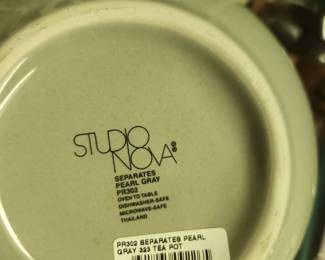 STUDIO
NOVA®
SEPARATES
PEARL GRAY
PR302
OVEN TO TABLE
DISHWASHER-SAFE
MICROWAVE-SAFE
THAILAND
PR302 SEPARATES PEARL
GRAY 323 TEA POT